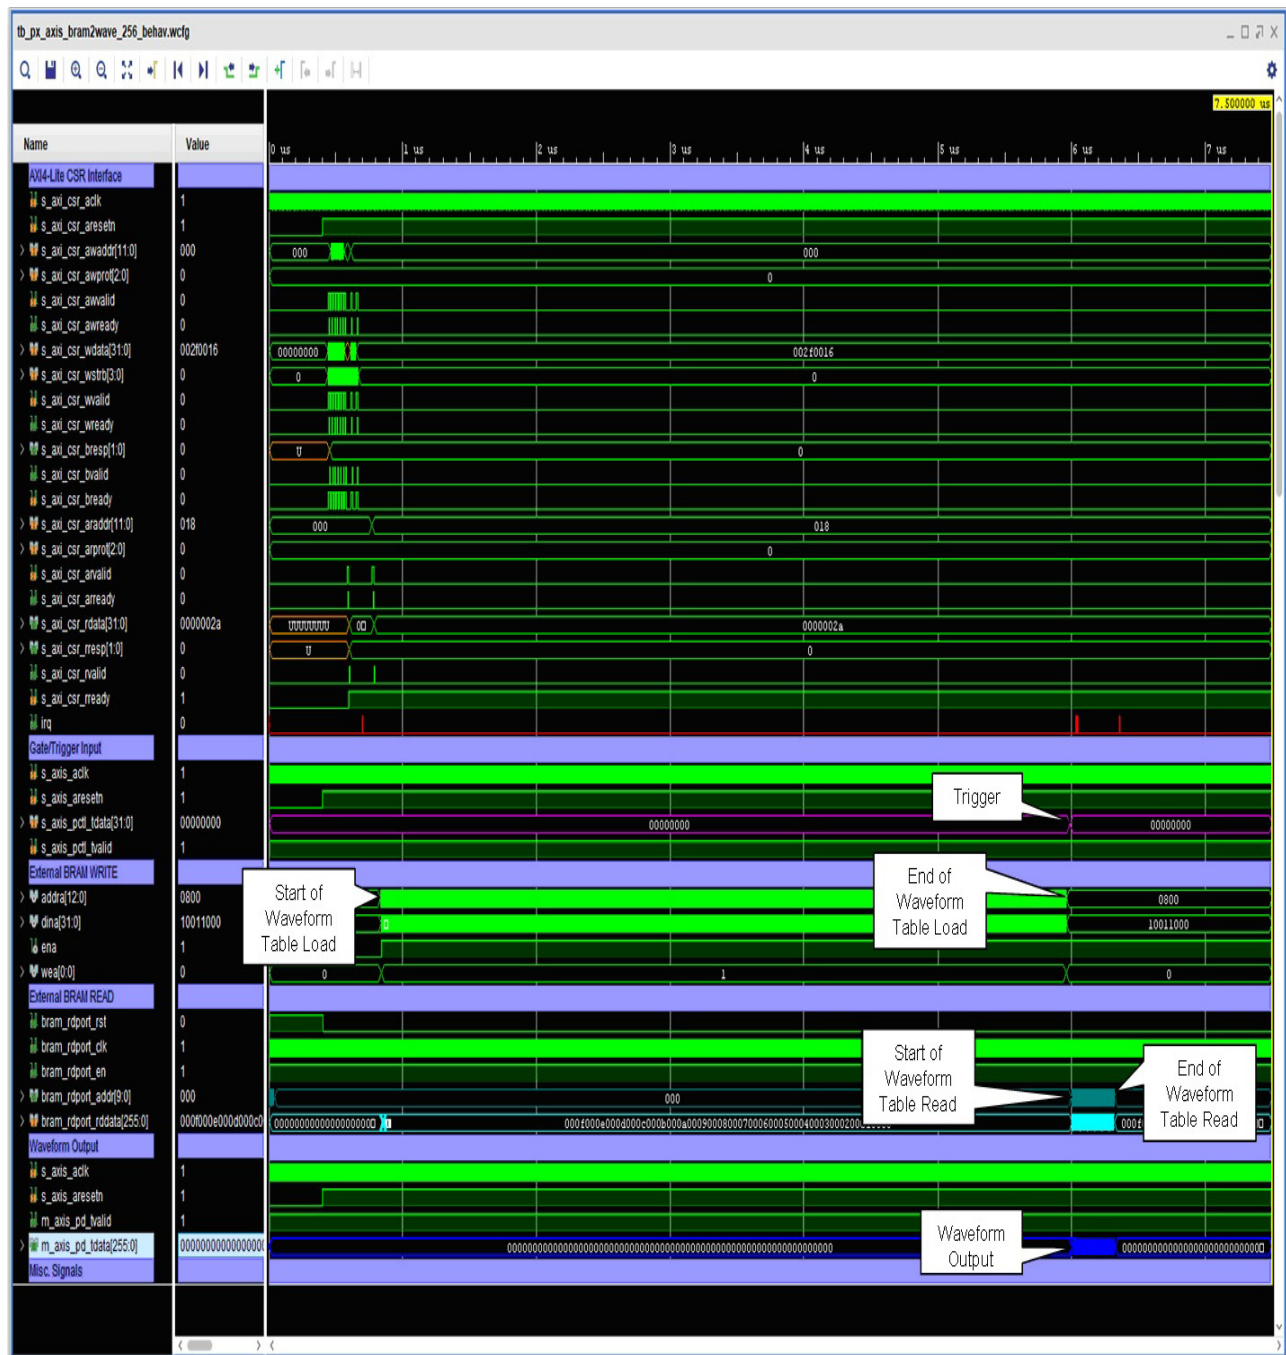 tb_px_axis_bram2wave_256_behav.wcfg
7.500000 us
Name Value 0 us 1 us 2 us 3 us 4 us 5 us 6 us 7 us
AXI4-Lite CSR Interface
s_axi_csr_aclk 1
s_axi_csr_aresetn 1
s_axi_csr_awaddr[11:0] 000 000 000
s_axi_csr_awprot[2:0] 0 0
s_axi_csr_awvalid 0
s_axi_csr_awready 0
s_axi_csr_wdata[31:0] 002f0016 00000000 002f0016
s_axi_csr_wstrb[3:0] 0 0 0
s_axi_csr_wvalid 0
s_axi_csr_wready 0
s_axi_csr_bresp[1:0] 0 U 0
s_axi_csr_bvalid 0
s_axi_csr_bready 0
s_axi_csr_araddr[11:0] 018 000 018
s_axi_csr_arprot[2:0] 0 0
s_axi_csr_arvalid 0
s_axi_csr_arready 0
s_axi_csr_rdata[31:0] 0000002a UUUUUUUU 0 0000002a
s_axi_csr_rresp[1:0] 0 U 0
s_axi_csr_rvalid 0
s_axi_csr_rready 1
irq 0
Gate/Trigger Input
s_axis_aclk 1
s_axis_aresetn 1
Trigger
s_axis_pctl_tdata[31:0] 00000000 00000000 00000000
s_axis_pctl_tvalid 1
External BRAM WRITE
addra[12:0] 0800 0800
dina[31:0] 10011000 10011000
ena 1
wea[0:0] 0 0 1 0
Start of
Waveform
Table Load
End of
Waveform
Table Load
External BRAM READ
bram_rdport_rst 0
bram_rdport_clk 1
bram_rdport_en 1
bram_rdport_addr[9:0] 000 000
Start of
Waveform
Table Read
End of
Waveform
Table Read
bram_rdport_rddata[255:0]
Waveform Output
s_axis_aclk 1
s_axis_aresetn 1
m_axis_pd_tvalid 1
Waveform
Output
m_axis_pd_tdata[255:0]
Misc. Signals